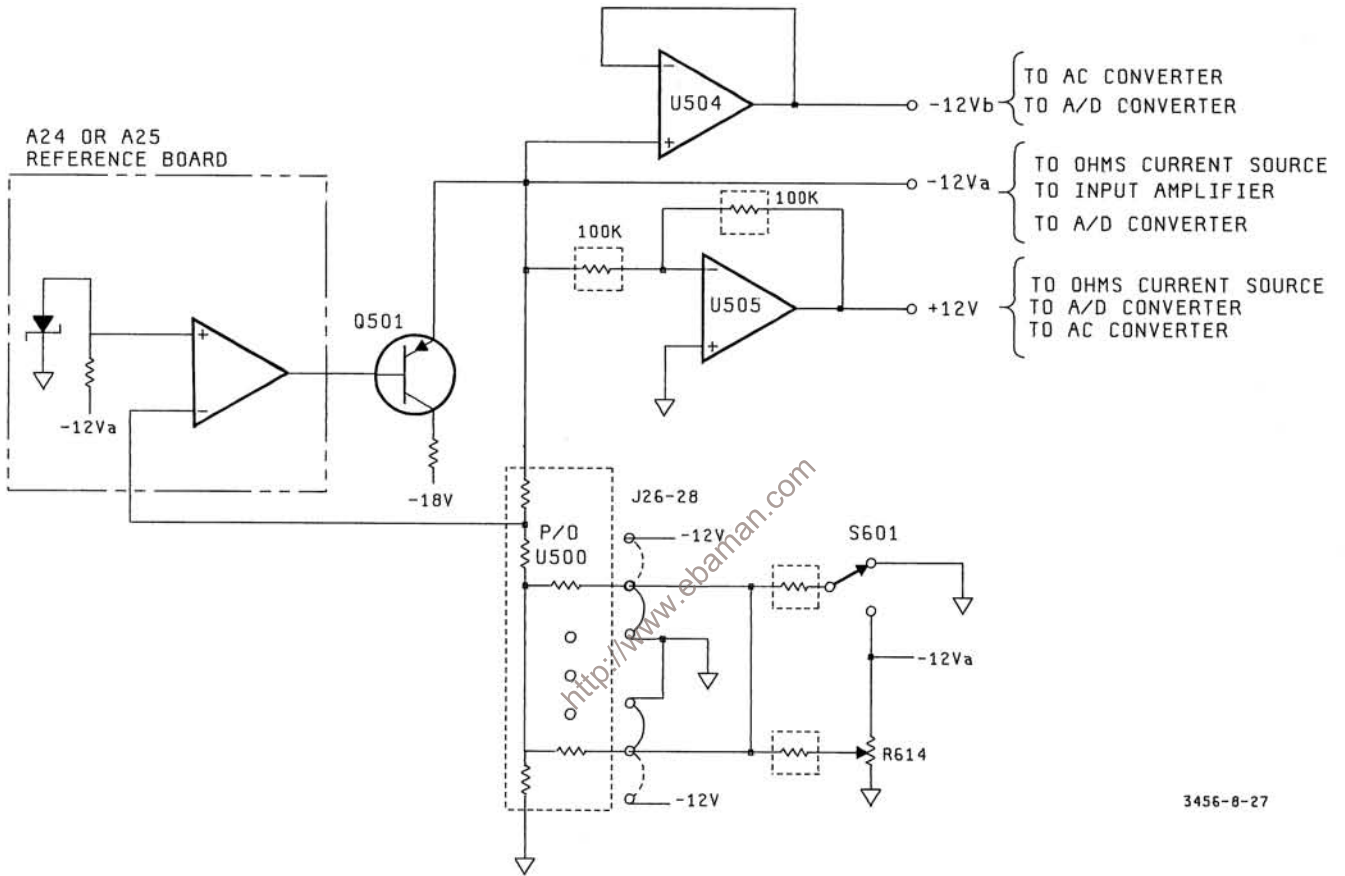 U504
-12Vb
TO AC CONVERTER
TO A/D CONVERTER
A24 OR A25
REFERENCE BOARD
-12Va
TO OHMS CURRENT SOURCE
TO INPUT AMPLIFIER
TO A/D CONVERTER
100K
100K
U505
+12V
TO OHMS CURRENT SOURCE
TO A/D CONVERTER
TO AC CONVERTER
Q501
-12Va
-18V
J26-28
P/O
U500
-12V
S601
-12Va
R614
-12V
http://www.ebaman.com
3456-8-27